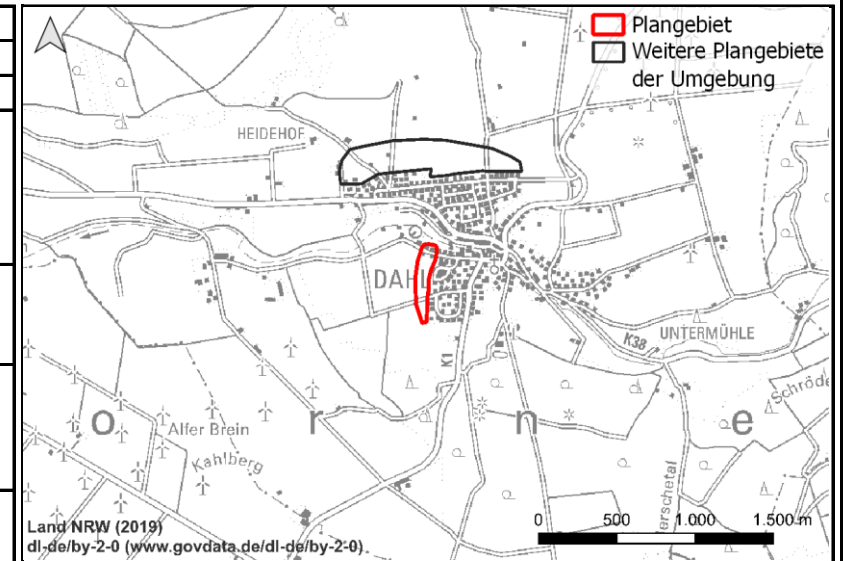 Plangebiet
Weitere Plangebiete
der Umgebung
HEIDEHOF
DAHL
UNTERMÜHLE
K38
K1
Schröde
o r n e
Alfer Brein
Kahlberg
erschetal
Land NRW (2019)
dl-de/by-2-0 (www.govdata.de/dl-de/by-2-0)
0 500 1.000 1.500 m